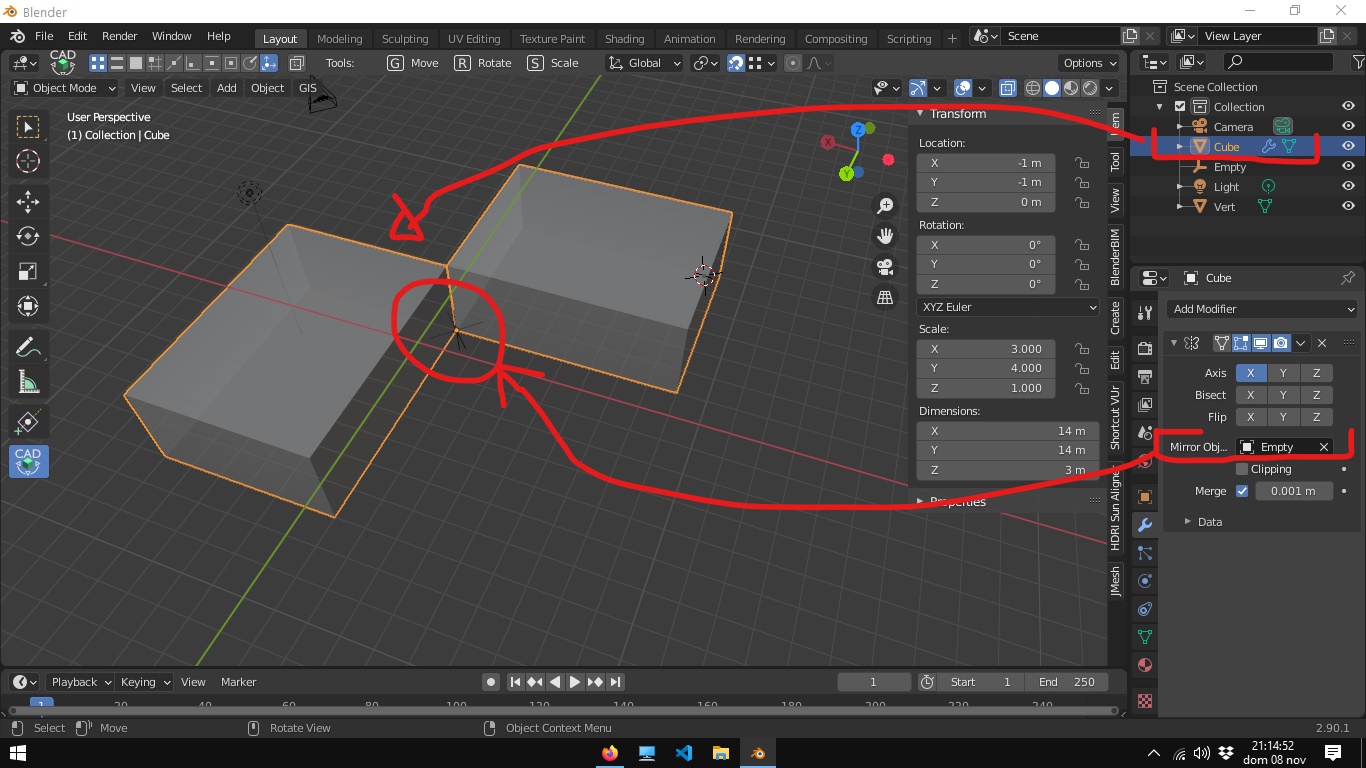 Blender
File Edit Render Window Help Layout Modeling Sculpting UV Editing Texture Paint Shading Animation Rendering Compositing Scripting + Scene View Layer
CAD Tools: G Move R Rotate S Scale Global Options
Object Mode View Select Add Object GIS
User Perspective
(1) Collection | Cube
X
Y
Z
CAD
Transform
Location:
X -1 m
Y -1 m
Z 0 m
Rotation:
X 0°
Y 0°
Z 0°
XYZ Euler
Scale:
X 3.000
Y 4.000
Z 1.000
Dimensions:
X 14 m
Y 14 m
Z 3 m
Properties
Tool
View
BlenderBIM
Create
Edit
Shortcut VUr
HDRI Sun Aligner
JMesh
Scene Collection
Collection
Camera
Cube
Empty
Light
Vert
Cube
Add Modifier
Axis X Y Z
Bisect X Y Z
Flip X Y Z
Mirror Obj... Empty
Clipping
Merge 0.001 m
Data
Playback Keying View Marker 1 Start 1 End 250
1 20 40 60 80 100 120 140 160 180 200 220 240
Select Move Rotate View Object Context Menu 2.90.1
21:14:52
dom 08 nov